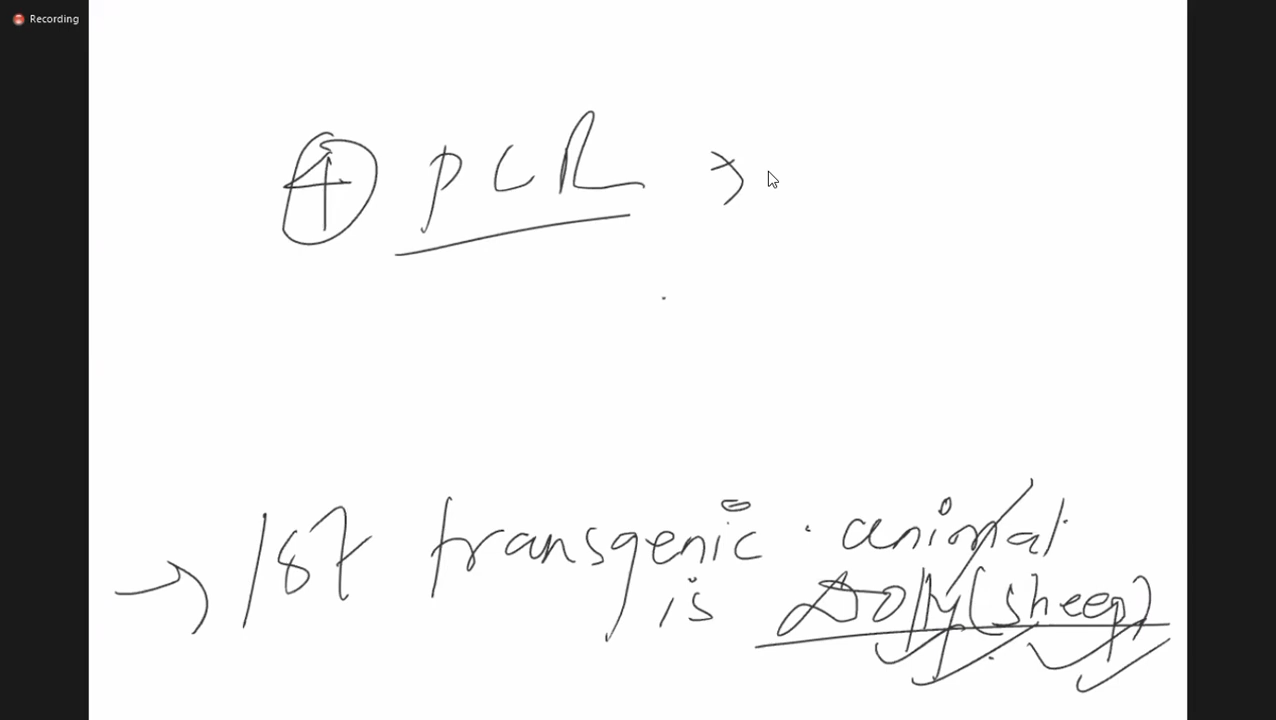 Recording
④ PCR →
→ 1st transgenic animal
is Dolly (sheep)